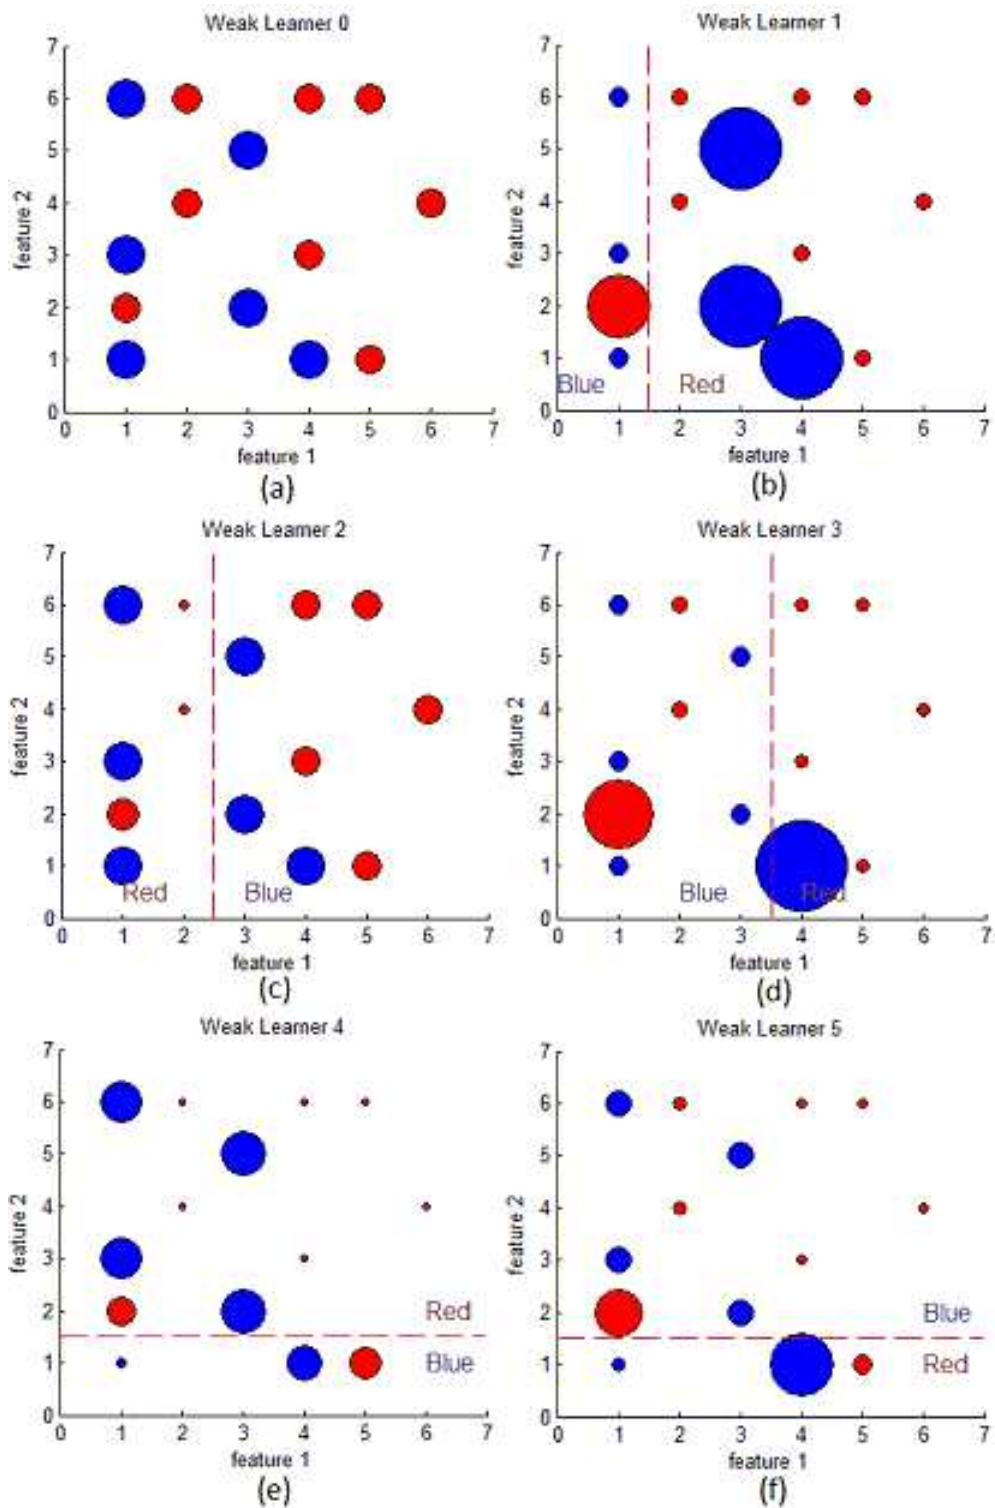 Weak Learner 0
7
6
5
4
3
2
1
0
feature 2
0 1 2 3 4 5 6 7
feature 1
(a)
Weak Learner 1
7
6
5
4
3
2
1
0
feature 2
Blue Red
0 1 2 3 4 5 6 7
feature 1
(b)
Weak Learner 2
7
6
5
4
3
2
1
0
feature 2
Red Blue
0 1 2 3 4 5 6 7
feature 1
(c)
Weak Learner 3
7
6
5
4
3
2
1
0
feature 2
Blue Red
0 1 2 3 4 5 6 7
feature 1
(d)
Weak Learner 4
7
6
5
4
3
2
1
0
feature 2
Red
Blue
0 1 2 3 4 5 6 7
feature 1
(e)
Weak Learner 5
7
6
5
4
3
2
1
0
feature 2
Blue
Red
0 1 2 3 4 5 6 7
feature 1
(f)